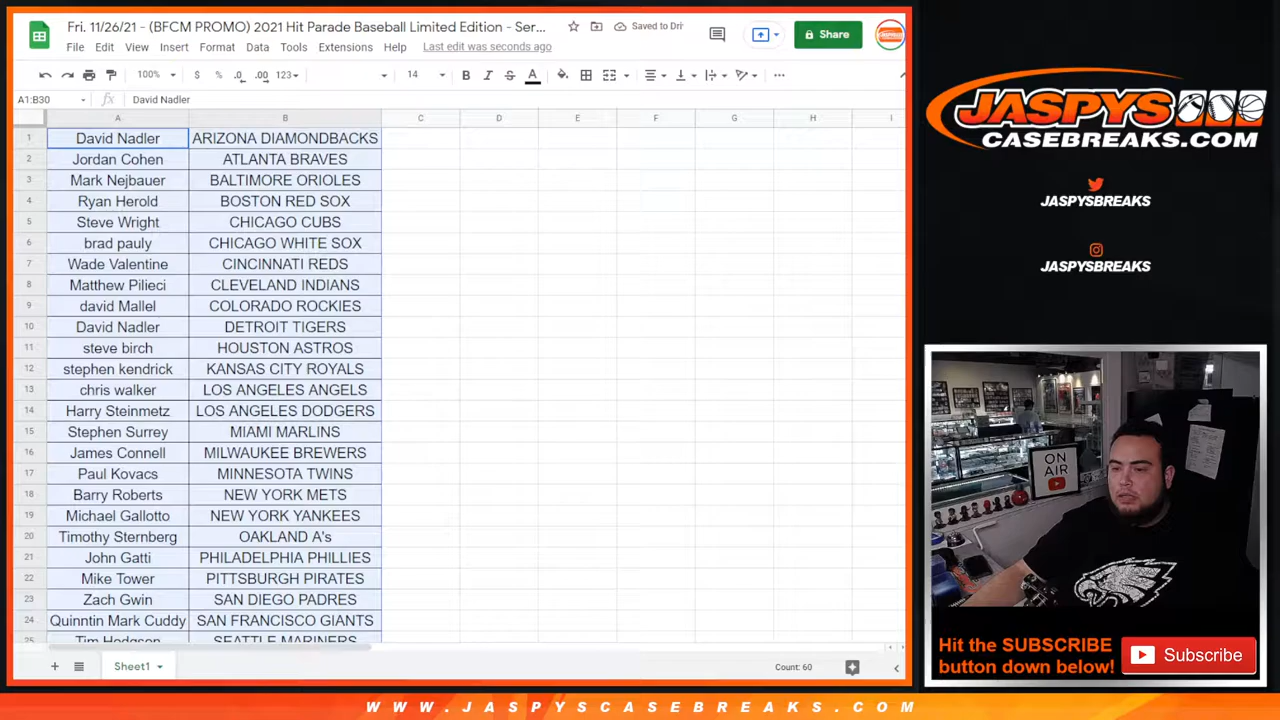 Fri. 11/26/21 - (BFCM PROMO) 2021 Hit Parade Baseball Limited Edition - Ser...
Saved to Dri
Share
File Edit View Insert Format Data Tools Extensions Help Last edit was seconds ago
100% $ % .0 .00 123 14 B I S A
A1:B30 fx David Nadler
A B C D E F G H I
1 David Nadler ARIZONA DIAMONDBACKS
2 Jordan Cohen ATLANTA BRAVES
3 Mark Nejbauer BALTIMORE ORIOLES
4 Ryan Herold BOSTON RED SOX
5 Steve Wright CHICAGO CUBS
6 brad pauly CHICAGO WHITE SOX
7 Wade Valentine CINCINNATI REDS
8 Matthew Pilieci CLEVELAND INDIANS
9 david Mallel COLORADO ROCKIES
10 David Nadler DETROIT TIGERS
11 steve birch HOUSTON ASTROS
12 stephen kendrick KANSAS CITY ROYALS
13 chris walker LOS ANGELES ANGELS
14 Harry Steinmetz LOS ANGELES DODGERS
15 Stephen Surrey MIAMI MARLINS
16 James Connell MILWAUKEE BREWERS
17 Paul Kovacs MINNESOTA TWINS
18 Barry Roberts NEW YORK METS
19 Michael Gallotto NEW YORK YANKEES
20 Timothy Sternberg OAKLAND A's
21 John Gatti PHILADELPHIA PHILLIES
22 Mike Tower PITTSBURGH PIRATES
23 Zach Gwin SAN DIEGO PADRES
24 Quinntin Mark Cuddy SAN FRANCISCO GIANTS
25 Tim Hodgson SEATTLE MARINERS
Sheet1
Count: 60
JASPYS
CASEBREAKS.COM
JASPYSBREAKS
JASPYSBREAKS
ON
AIR
Hit the SUBSCRIBE
button down below!
Subscribe
WWW.JASPYSCASEBREAKS.COM